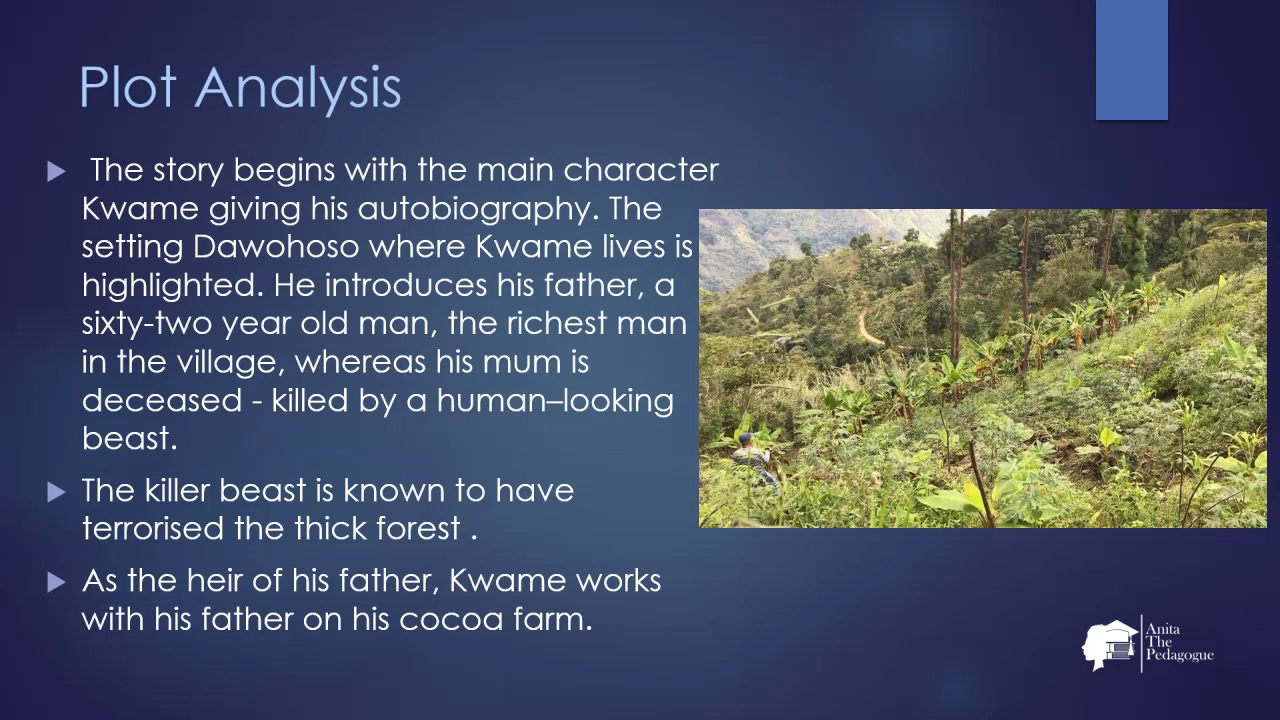 Plot Analysis
The story begins with the main character
Kwame giving his autobiography. The
setting Dawohoso where Kwame lives is
highlighted. He introduces his father, a
sixty-two year old man, the richest man
in the village, whereas his mum is
deceased - killed by a human–looking
beast.
The killer beast is known to have
terrorised the thick forest .
As the heir of his father, Kwame works
with his father on his cocoa farm.
Anita
The
Pedagogue